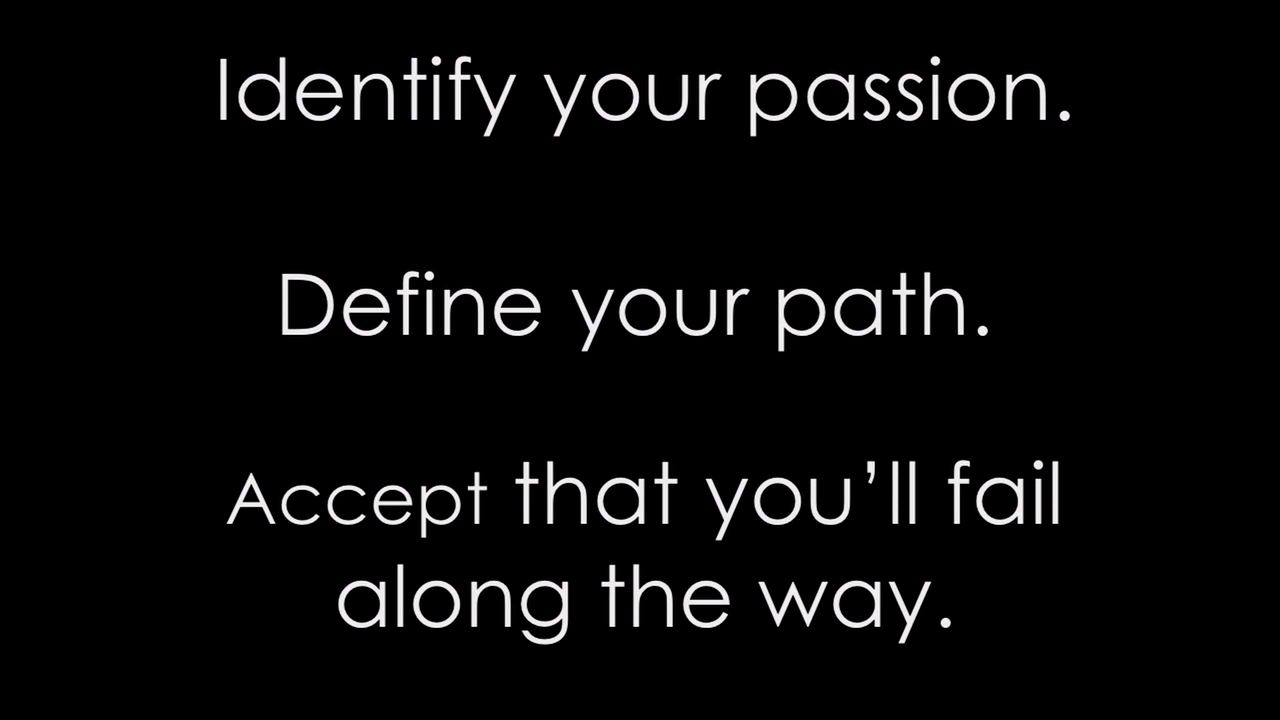 Identify your passion.
Define your path.
Accept that you’ll fail
along the way.